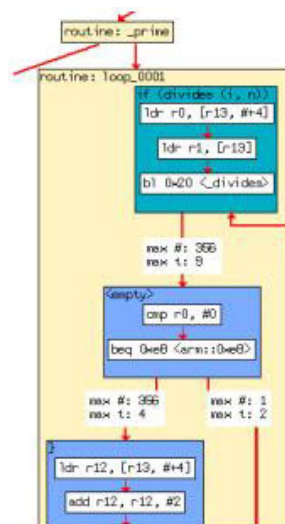 routine: _prime
routine: loop_0001
if (divides (i, n))
ldr r0, [r13, #+4]
ldr r1, [r13]
bl 0x20 <_divides>
max #: 356
max t: 9
<empty>
cmp r0, #0
beq 0xe8 <arm::0xe8>
max #: 356
max t: 4
max #: 1
max t: 2
}
ldr r12, [r13, #+4]
add r12, r12, #2